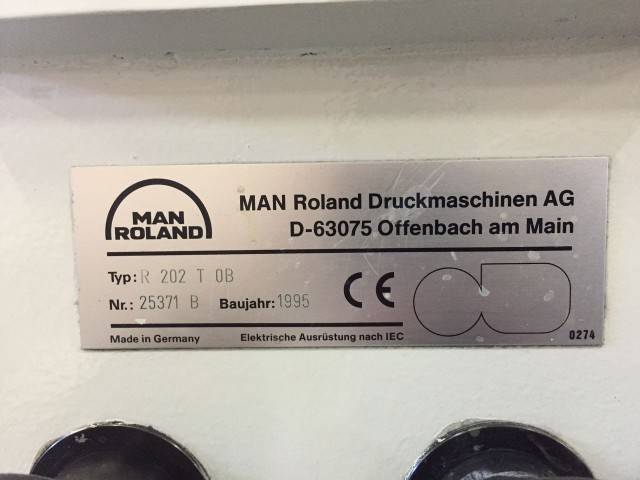 MAN
ROLAND
MAN Roland Druckmaschinen AG
D-63075 Offenbach am Main
Typ: R 202 T 0B
Nr.: 25371 B Baujahr: 1995
CE
Made in Germany Elektrische Ausrüstung nach IEC
0274